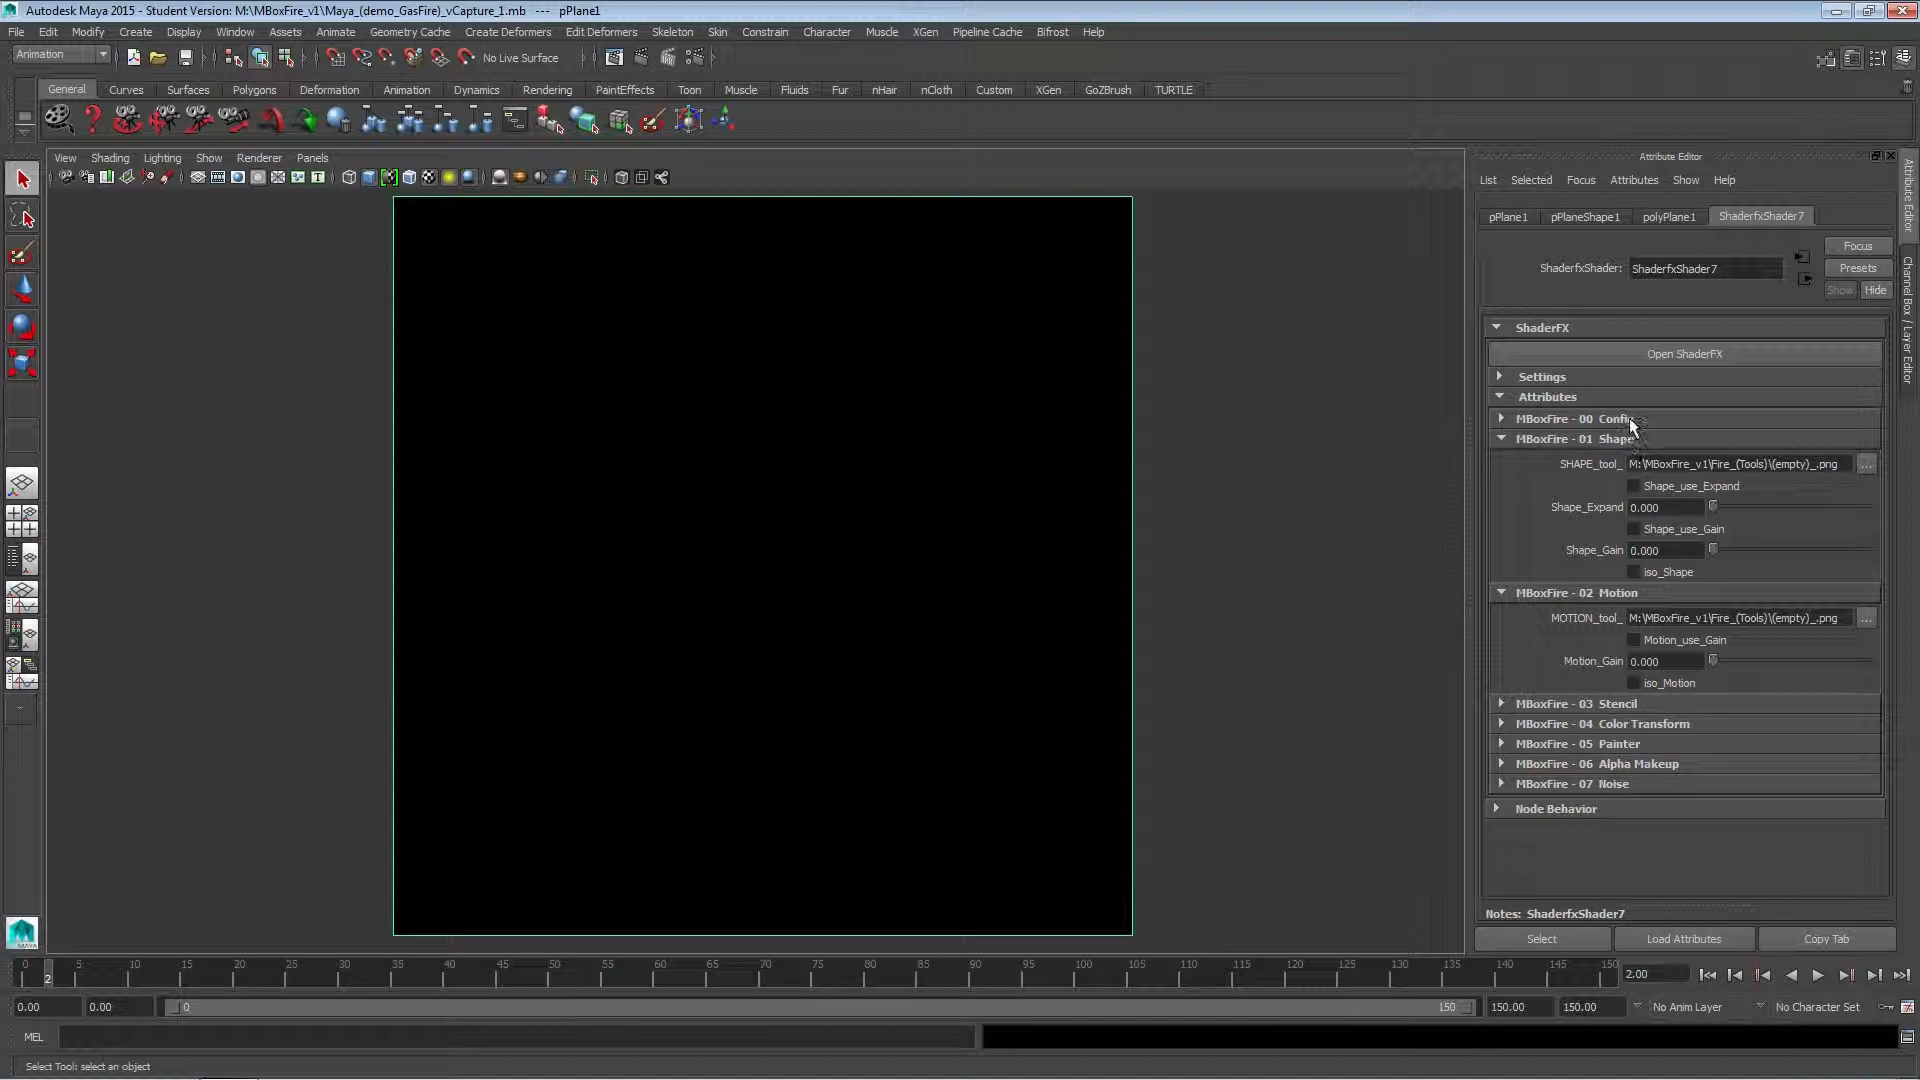 Autodesk Maya 2015 - Student Version: M:\MBoxFire_v1\Maya_(demo_GasFire)_vCapture_1.mb   ---   pPlane1
File Edit Modify Create Display Window Assets Animate Geometry Cache Create Deformers Edit Deformers Skeleton Skin Constrain Character Muscle XGen Pipeline Cache Bifrost Help
Animation No Live Surface
General Curves Surfaces Polygons Deformation Animation Dynamics Rendering PaintEffects Toon Muscle Fluids Fur nHair nCloth Custom XGen GoZBrush TURTLE
View Shading Lighting Show Renderer Panels
Attribute Editor
List Selected Focus Attributes Show Help
pPlane1 pPlaneShape1 polyPlane1 ShaderfxShader7
Focus
ShaderfxShader: ShaderfxShader7 Presets
Show Hide
ShaderFX
Open ShaderFX
Settings
Attributes
MBoxFire - 00 Config
MBoxFire - 01 Shape
SHAPE_tool_ M:\MBoxFire_v1\Fire_(Tools)\(empty)_.png ...
Shape_use_Expand
Shape_Expand 0.000
Shape_use_Gain
Shape_Gain 0.000
iso_Shape
MBoxFire - 02 Motion
MOTION_tool_ M:\MBoxFire_v1\Fire_(Tools)\(empty)_.png ...
Motion_use_Gain
Motion_Gain 0.000
iso_Motion
MBoxFire - 03 Stencil
MBoxFire - 04 Color Transform
MBoxFire - 05 Painter
MBoxFire - 06 Alpha Makeup
MBoxFire - 07 Noise
Node Behavior
Notes: ShaderfxShader7
Select Load Attributes Copy Tab
Attribute Editor
Channel Box / Layer Editor
MAYA
0 5 10 15 20 25 30 35 40 45 50 55 60 65 70 75 80 85 90 95 100 105 110 115 120 125 130 135 140 145 150 2.00
2
0.00 0.00 0 150 150.00 150.00 No Anim Layer No Character Set
MEL
Select Tool: select an object